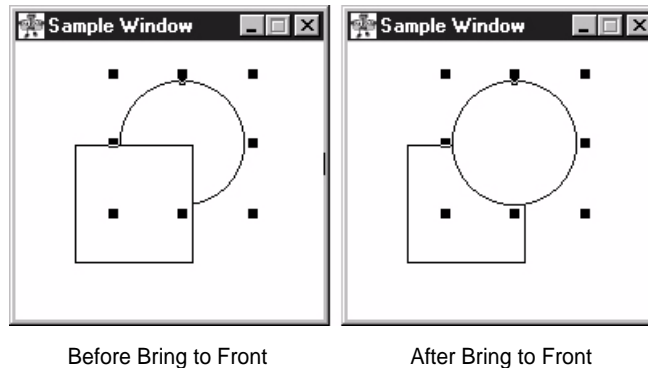 Sample Window
Sample Window
Before Bring to Front
After Bring to Front